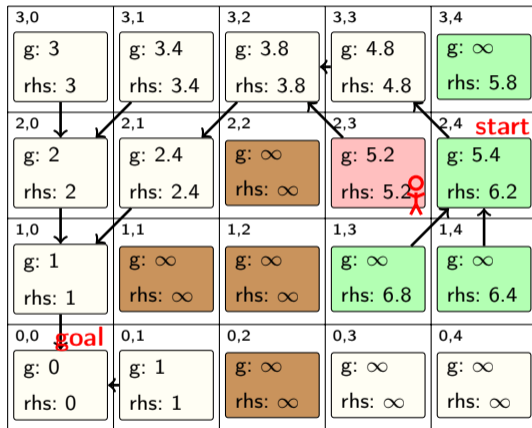 3,0 3,1 3,2 3,3 3,4
g: 3 g: 3.4 g: 3.8 g: 4.8 g: ∞
rhs: 3 rhs: 3.4 rhs: 3.8 rhs: 4.8 rhs: 5.8
2,0 2,1 2,2 2,3 2,4 start
g: 2 g: 2.4 g: ∞ g: 5.2 g: 5.4
rhs: 2 rhs: 2.4 rhs: ∞ rhs: 5.2 rhs: 6.2
1,0 1,1 1,2 1,3 1,4
g: 1 g: ∞ g: ∞ g: ∞ g: ∞
rhs: 1 rhs: ∞ rhs: ∞ rhs: 6.8 rhs: 6.4
0,0 goal 0,1 0,2 0,3 0,4
g: 0 g: 1 g: ∞ g: ∞ g: ∞
rhs: 0 rhs: 1 rhs: ∞ rhs: ∞ rhs: ∞